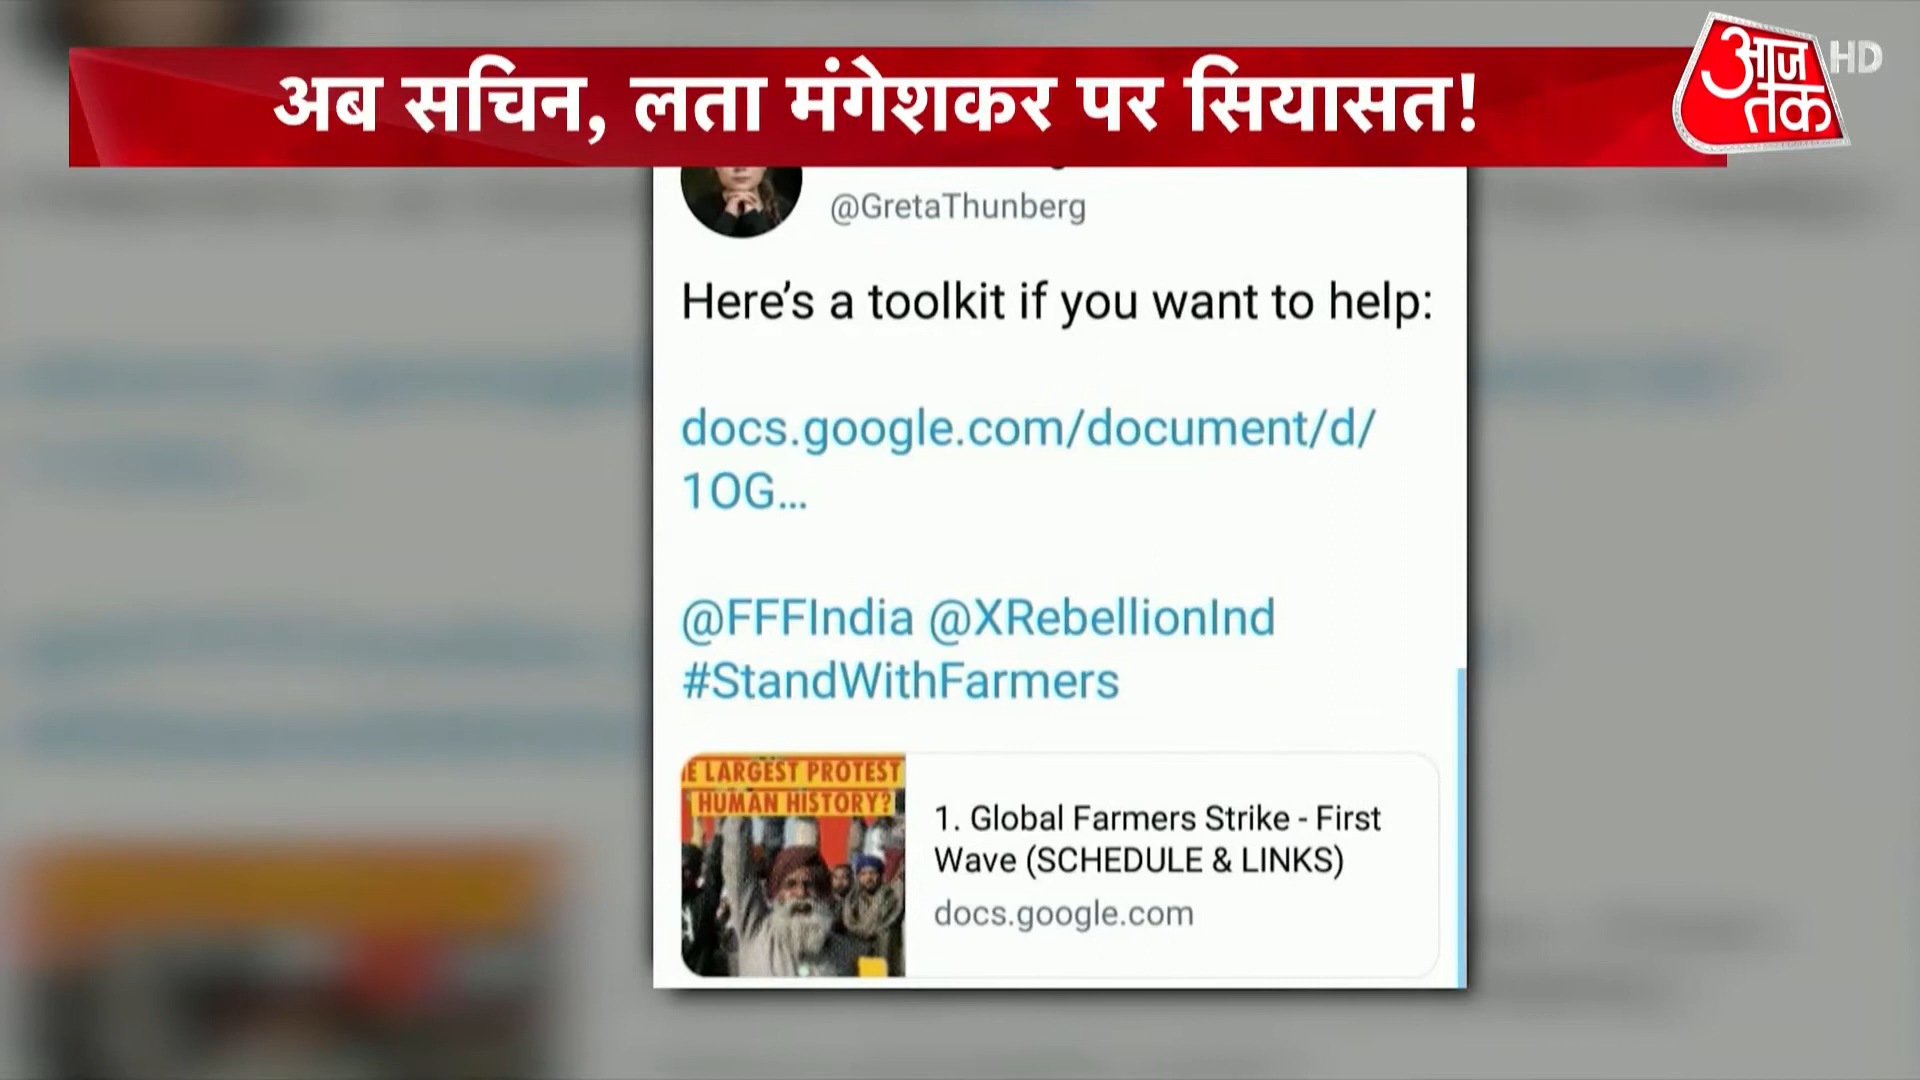 अब सचिन, लता मंगेशकर पर सियासत!
आज
तक
HD
@GretaThunberg
Here’s a toolkit if you want to help:
docs.google.com/document/d/
1OG...
@FFFIndia @XRebellionInd
#StandWithFarmers
E LARGEST PROTEST
HUMAN HISTORY?
1. Global Farmers Strike - First
Wave (SCHEDULE & LINKS)
docs.google.com